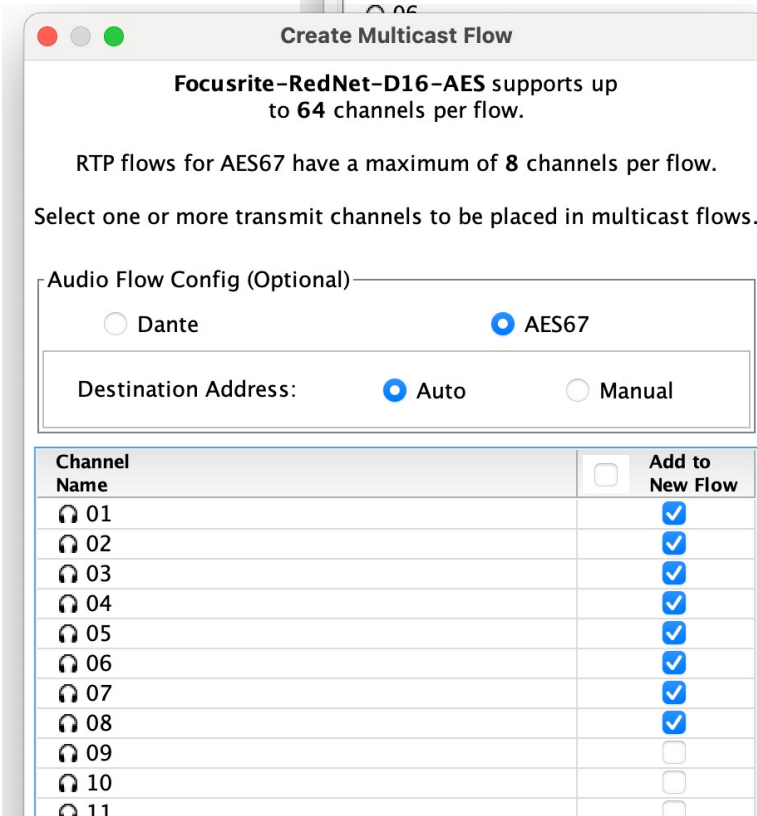 06
Create Multicast Flow
Focusrite-RedNet-D16-AES supports up
to 64 channels per flow.
RTP flows for AES67 have a maximum of 8 channels per flow.
Select one or more transmit channels to be placed in multicast flows.
Audio Flow Config (Optional)
Dante AES67
Destination Address: Auto Manual
Channel Name Add to New Flow
01
02
03
04
05
06
07
08
09
10
11